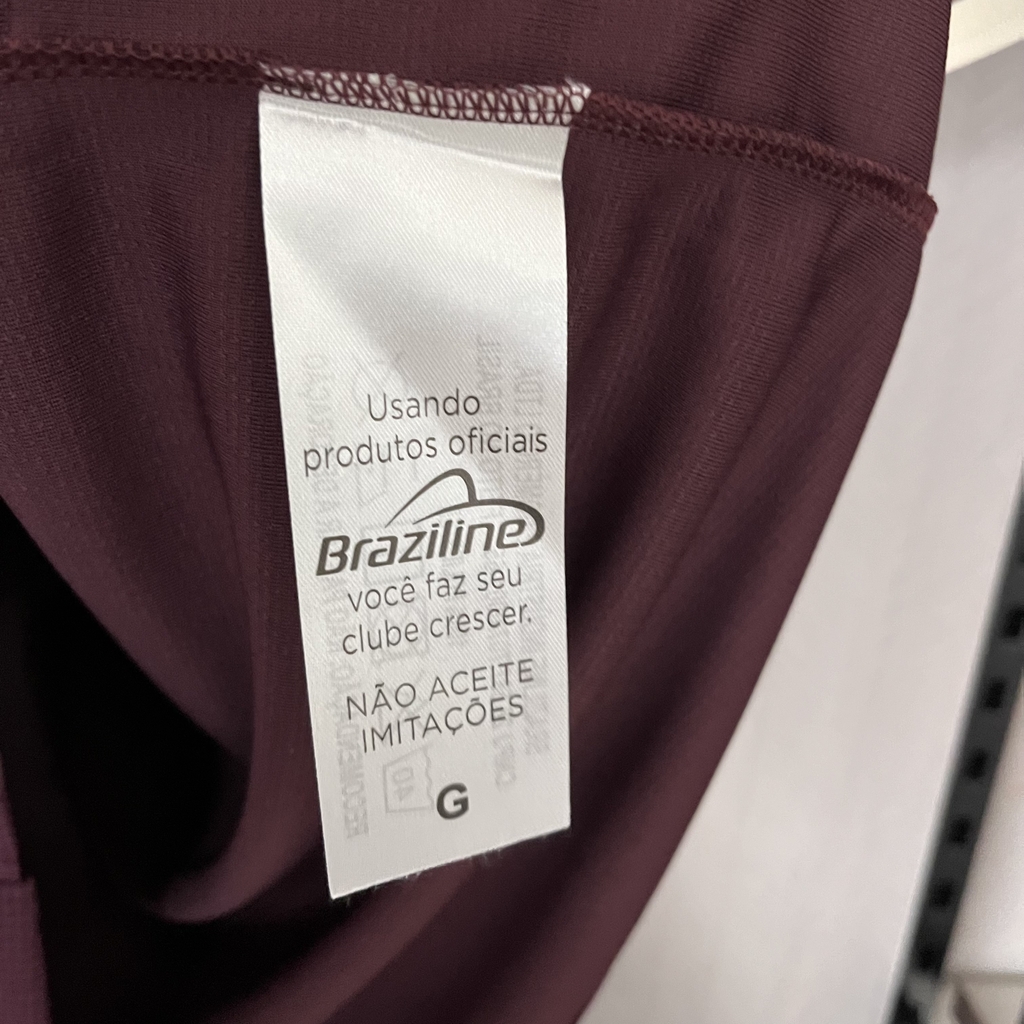 Usando
produtos oficiais
Braziline
você faz seu
clube crescer.
NÃO ACEITE
IMITAÇÕES
G